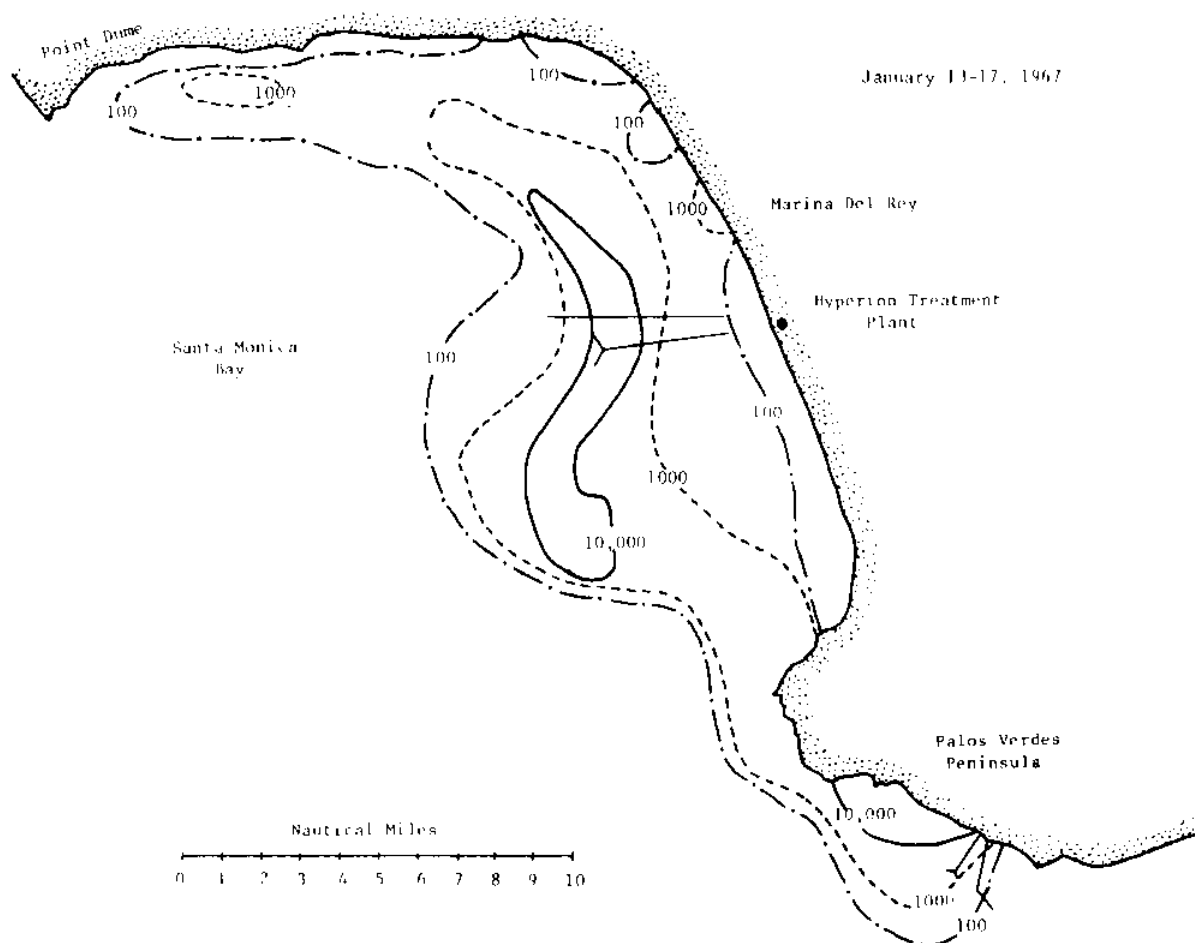 Point Dume
January 13-17, 1967
100
1000
100
100
1000
Marina Del Rey
Hyperion Treatment
Plant
Santa Monica
Bay
100
100
1000
10,000
Palos Verdes
Peninsula
10,000
Nautical Miles
0 1 2 3 4 5 6 7 8 9 10
1000
100